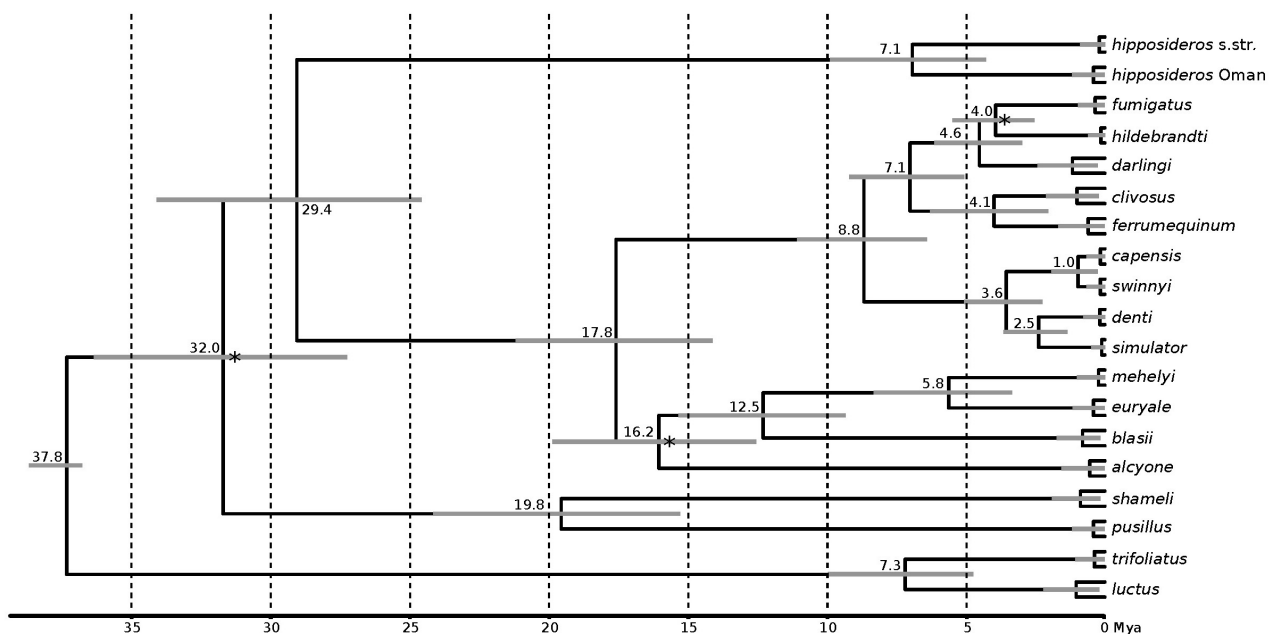 7.1
hipposideros s.str.
hipposideros Oman
4.0 *
fumigatus
4.6
hildebrandti
7.1
darlingi
4.1
clivosus
29.4
8.8
ferrumequinum
1.0
capensis
3.6
swinnyi
2.5
denti
17.8
simulator
32.0 *
5.8
mehelyi
12.5
euryale
16.2 *
blasii
37.8
alcyone
19.8
shameli
pusillus
7.3
trifoliatus
luctus
35 30 25 20 15 10 5 0 Mya